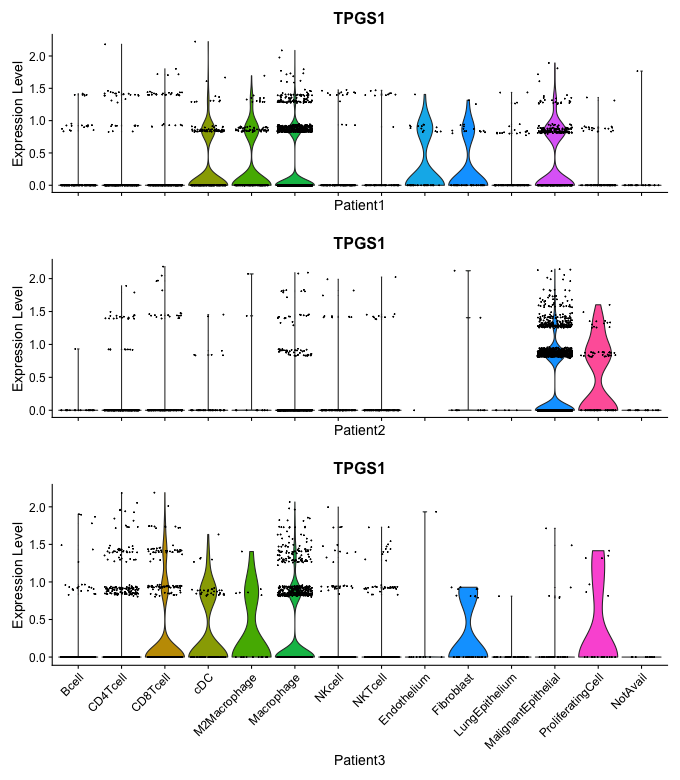 TPGS1
Expression Level
2.0
1.5
1.0
0.5
0.0
Patient1
TPGS1
Expression Level
2.0
1.5
1.0
0.5
0.0
Patient2
TPGS1
Expression Level
2.0
1.5
1.0
0.5
0.0
Bcell
CD4Tcell
CD8Tcell
cDC
M2Macrophage
Macrophage
NKcell
NKTcell
Endothelium
Fibroblast
LungEpithelium
MalignantEpithelial
ProliferatingCell
NotAvail
Patient3